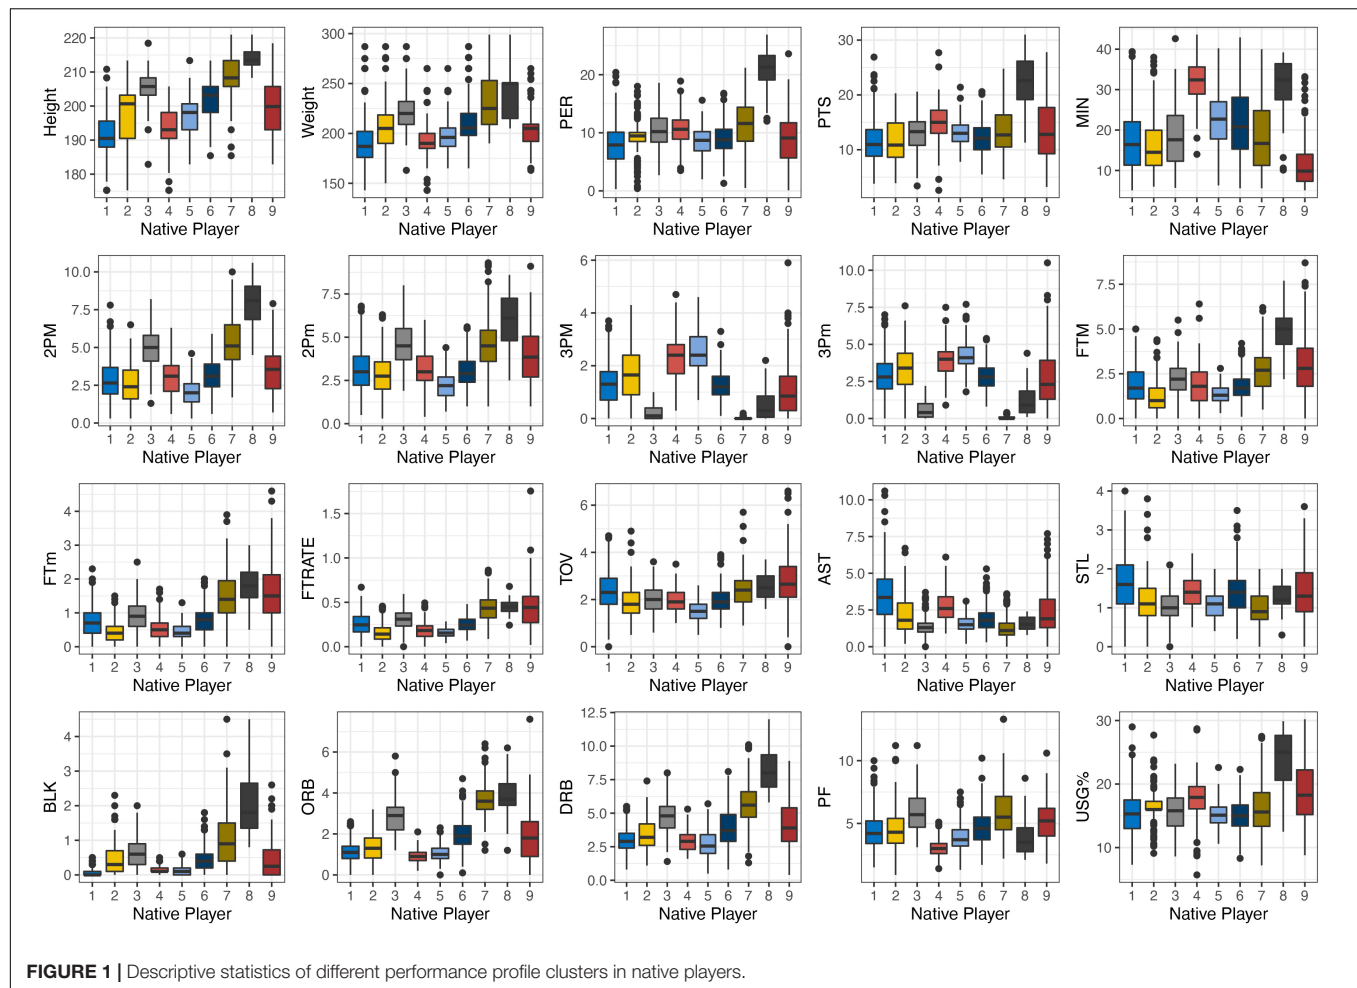 Height
220
210
200
190
180
1 2 3 4 5 6 7 8 9
Native Player
Weight
300
250
200
150
1 2 3 4 5 6 7 8 9
Native Player
PER
20
10
0
1 2 3 4 5 6 7 8 9
Native Player
PTS
30
20
10
1 2 3 4 5 6 7 8 9
Native Player
MIN
40
30
20
10
1 2 3 4 5 6 7 8 9
Native Player
2PM
10.0
7.5
5.0
2.5
0.0
1 2 3 4 5 6 7 8 9
Native Player
2Pm
7.5
5.0
2.5
0.0
1 2 3 4 5 6 7 8 9
Native Player
3PM
6
4
2
0
1 2 3 4 5 6 7 8 9
Native Player
3Pm
10.0
7.5
5.0
2.5
0.0
1 2 3 4 5 6 7 8 9
Native Player
FTM
7.5
5.0
2.5
0.0
1 2 3 4 5 6 7 8 9
Native Player
FTm
4
3
2
1
0
1 2 3 4 5 6 7 8 9
Native Player
FTRATE
1.5
1.0
0.5
0.0
1 2 3 4 5 6 7 8 9
Native Player
TOV
6
4
2
0
1 2 3 4 5 6 7 8 9
Native Player
AST
10.0
7.5
5.0
2.5
0.0
1 2 3 4 5 6 7 8 9
Native Player
STL
4
3
2
1
0
1 2 3 4 5 6 7 8 9
Native Player
BLK
4
3
2
1
0
1 2 3 4 5 6 7 8 9
Native Player
ORB
6
4
2
0
1 2 3 4 5 6 7 8 9
Native Player
DRB
12.5
10.0
7.5
5.0
2.5
0.0
1 2 3 4 5 6 7 8 9
Native Player
PF
10
5
1 2 3 4 5 6 7 8 9
Native Player
USG%
30
20
10
1 2 3 4 5 6 7 8 9
Native Player
FIGURE 1 | Descriptive statistics of different performance profile clusters in native players.